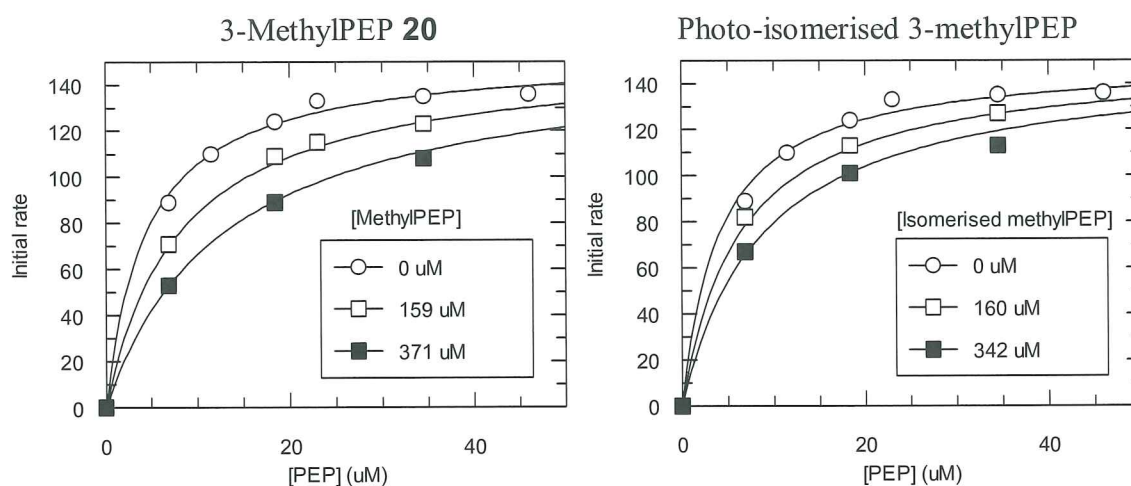 3-MethylPEP 20
Initial rate
140
120
100
80
60
40
20
0
0
20
40
[PEP] (uM)
[MethylPEP]
0 uM
159 uM
371 uM
Photo-isomerised 3-methylPEP
Initial rate
140
120
100
80
60
40
20
0
0
20
40
[PEP] (uM)
[Isomerised methylPEP]
0 uM
160 uM
342 uM